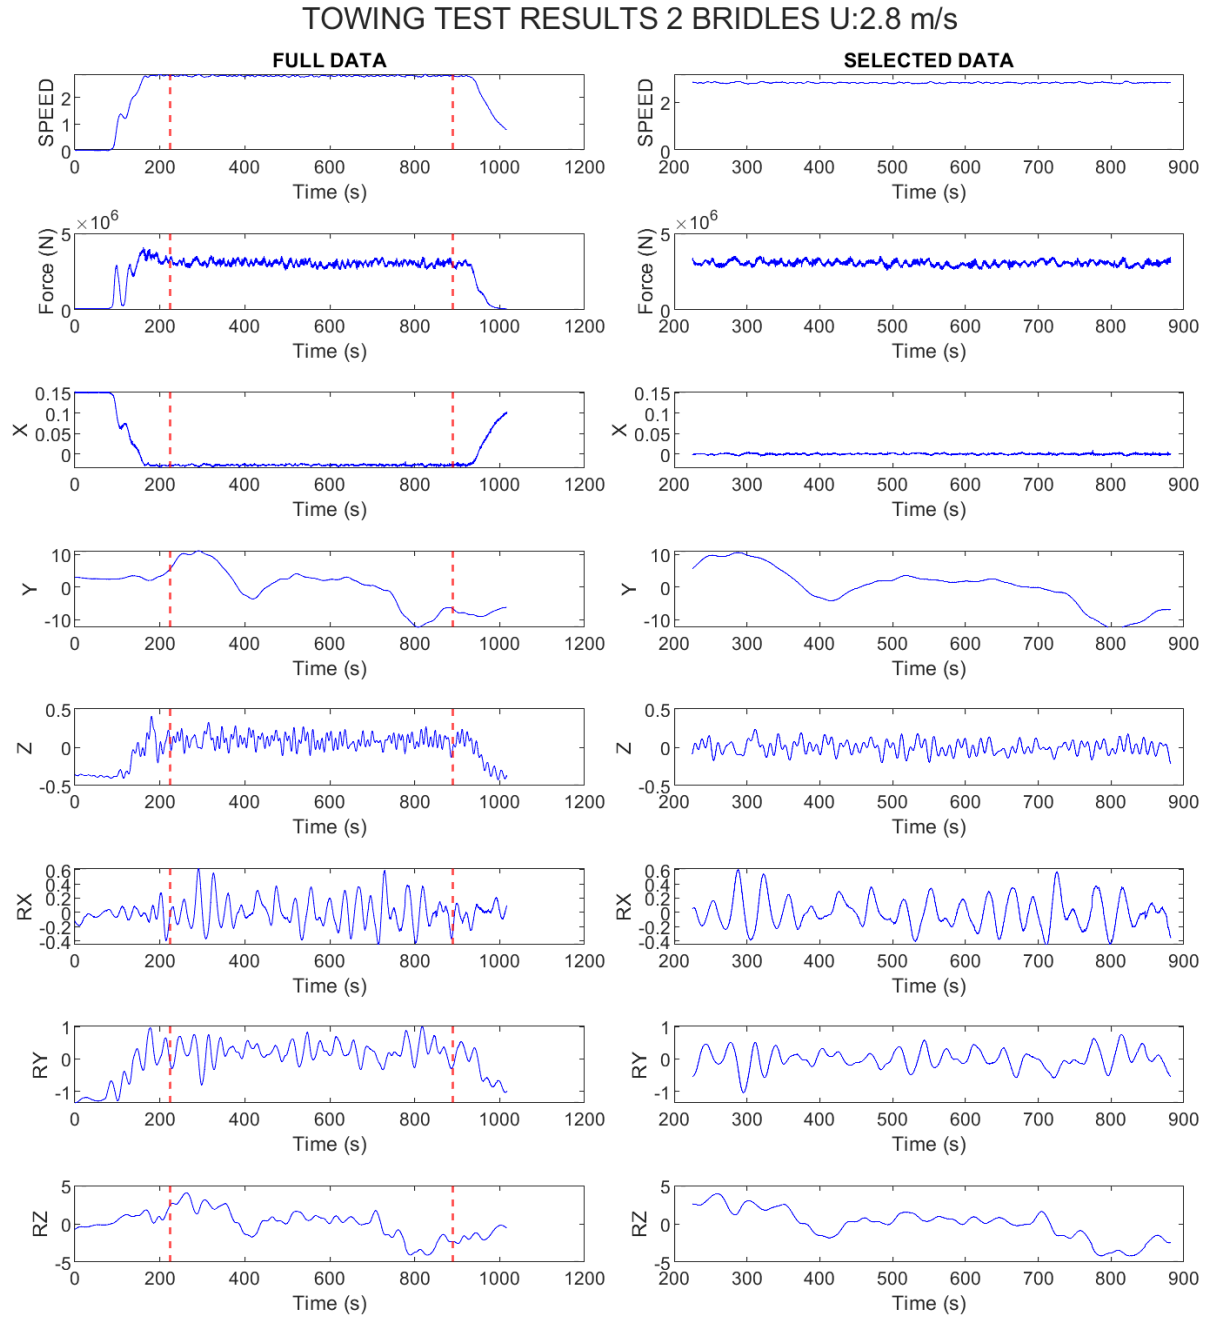 TOWING TEST RESULTS 2 BRIDLES U:2.8 m/s
FULL DATA
SPEED
2
1
0
0 200 400 600 800 1000 1200
Time (s)
SELECTED DATA
SPEED
2
0
200 300 400 500 600 700 800 900
Time (s)
×10^6
Force (N)
5
0
0 200 400 600 800 1000 1200
Time (s)
×10^6
Force (N)
5
0
200 300 400 500 600 700 800 900
Time (s)
X
0.15
0.1
0.05
0
0 200 400 600 800 1000 1200
Time (s)
X
0.15
0.1
0.05
0
200 300 400 500 600 700 800 900
Time (s)
Y
10
0
-10
0 200 400 600 800 1000 1200
Time (s)
Y
10
0
-10
200 300 400 500 600 700 800 900
Time (s)
Z
0.5
0
-0.5
0 200 400 600 800 1000 1200
Time (s)
Z
0.5
0
-0.5
200 300 400 500 600 700 800 900
Time (s)
RX
0.6
0.4
0.2
0
-0.2
-0.4
0 200 400 600 800 1000 1200
Time (s)
RX
0.6
0.4
0.2
0
-0.2
-0.4
200 300 400 500 600 700 800 900
Time (s)
RY
1
0
-1
0 200 400 600 800 1000 1200
Time (s)
RY
1
0
-1
200 300 400 500 600 700 800 900
Time (s)
RZ
5
0
-5
0 200 400 600 800 1000 1200
Time (s)
RZ
5
0
-5
200 300 400 500 600 700 800 900
Time (s)